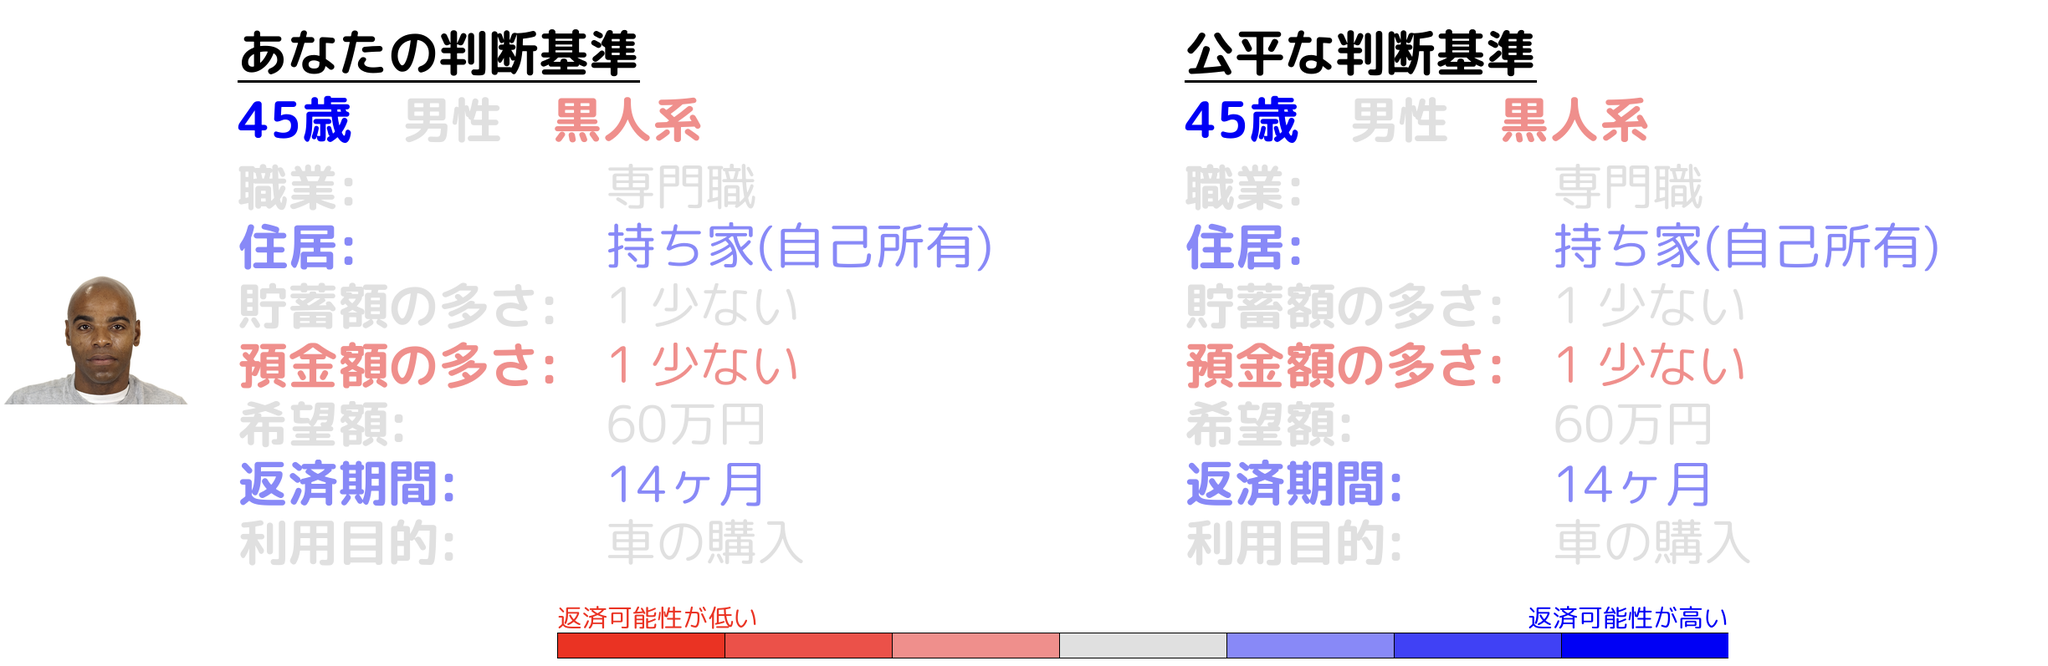 あなたの判断基準
45歳 男性 黒人系
職業: 専門職
住居: 持ち家(自己所有)
貯蓄額の多さ: 1 少ない
預金額の多さ: 1 少ない
希望額: 60万円
返済期間: 14ヶ月
利用目的: 車の購入
公平な判断基準
45歳 男性 黒人系
職業: 専門職
住居: 持ち家(自己所有)
貯蓄額の多さ: 1 少ない
預金額の多さ: 1 少ない
希望額: 60万円
返済期間: 14ヶ月
利用目的: 車の購入
返済可能性が低い 返済可能性が高い